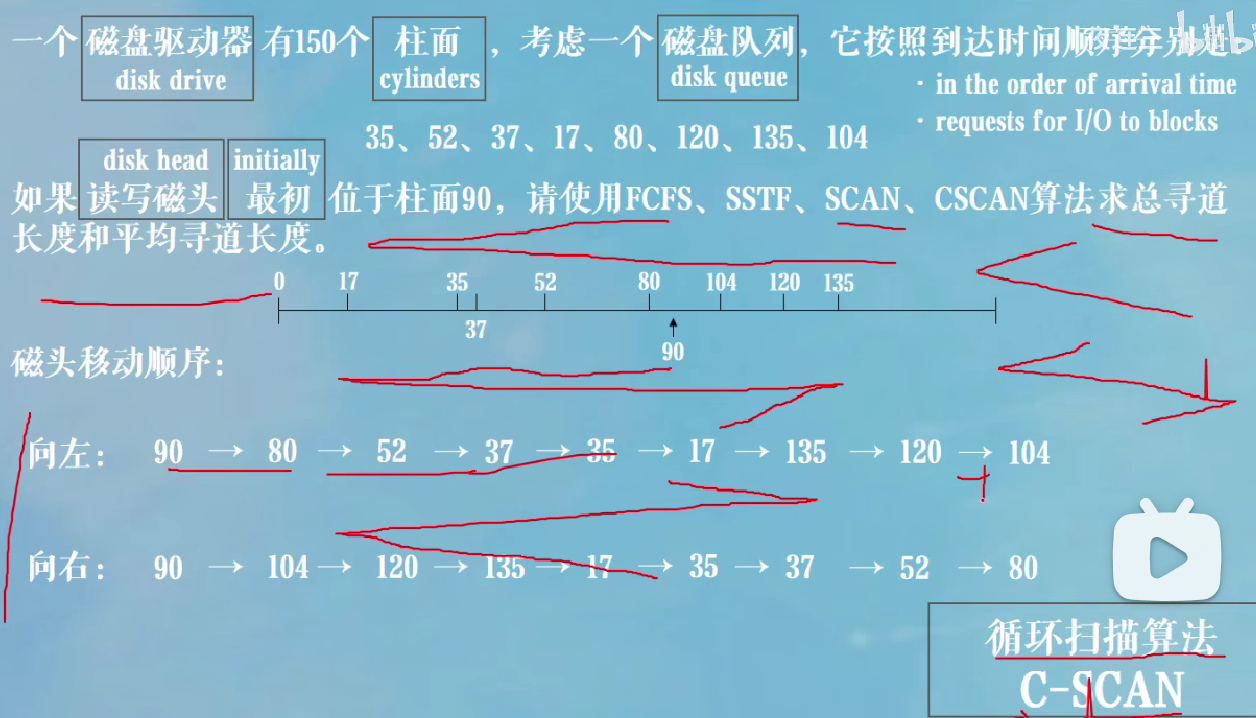 一个 磁盘驱动器 有150个 柱面 ，考虑一个 磁盘队列，它按照到达时间顺序分别是:
disk drive cylinders disk queue
· in the order of arrival time
· requests for I/O to blocks
35、52、37、17、80、120、135、104
disk head initially
如果 读写磁头 最初 位于柱面90，请使用FCFS、SSTF、SCAN、CSCAN算法求总寻道
长度和平均寻道长度。
0 17 35 52 80 104 120 135
37
90
磁头移动顺序:
向左: 90 → 80 → 52 → 37 → 35 → 17 → 135 → 120 → 104
向右: 90 → 104 → 120 → 135 → 17 → 35 → 37 → 52 → 80
循环扫描算法
C-SCAN